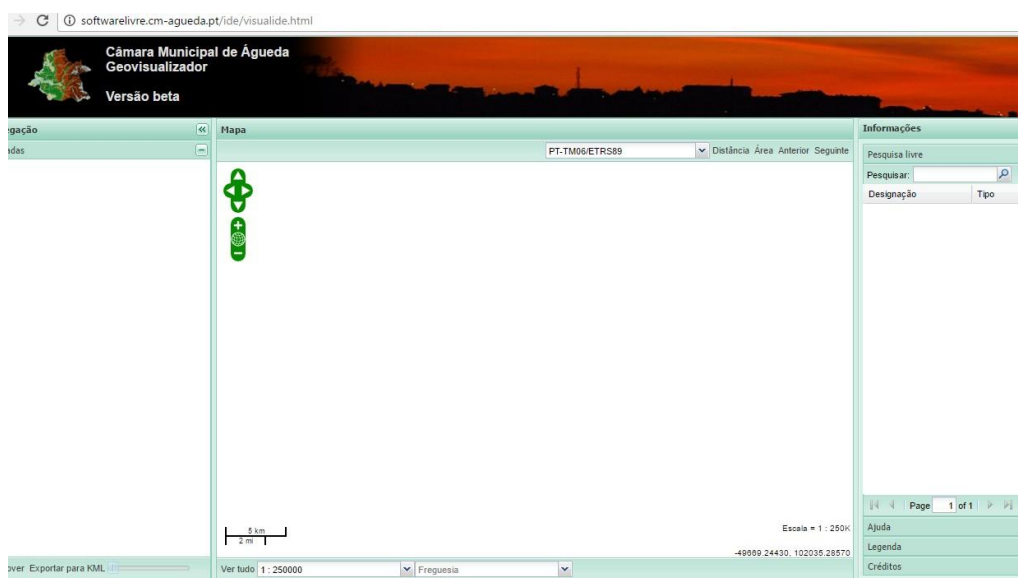 softwarelivre.cm-agueda.pt/ide/visualide.html
Câmara Municipal de Águeda
Geovisualizador
Versão beta
egação
Mapa
Informações
adas
PT-TM06/ETRS89
Distância Área Anterior Seguinte
Pesquisa livre
Pesquisar:
Designação Tipo
5 km
2 mi
Escala = 1 : 250K
-49669.24430, 102035.28570
Page 1 of 1
Ajuda
Legenda
Créditos
over Exportar para KML
Ver tudo 1 : 250000 Freguesia